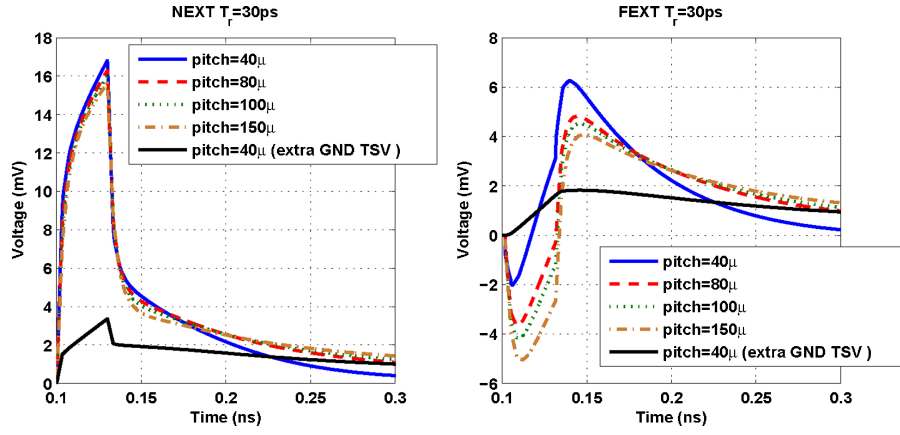 NEXT Tr=30ps
18
16
14
12
10
8
6
4
2
0
Voltage (mV)
pitch=40μ
pitch=80μ
pitch=100μ
pitch=150μ
pitch=40μ (extra GND TSV )
0.1
0.15
0.2
0.25
0.3
Time (ns)
FEXT Tr=30ps
8
6
4
2
0
−2
−4
−6
Voltage (mV)
pitch=40μ
pitch=80μ
pitch=100μ
pitch=150μ
pitch=40μ (extra GND TSV )
0.1
0.15
0.2
0.25
0.3
Time (ns)